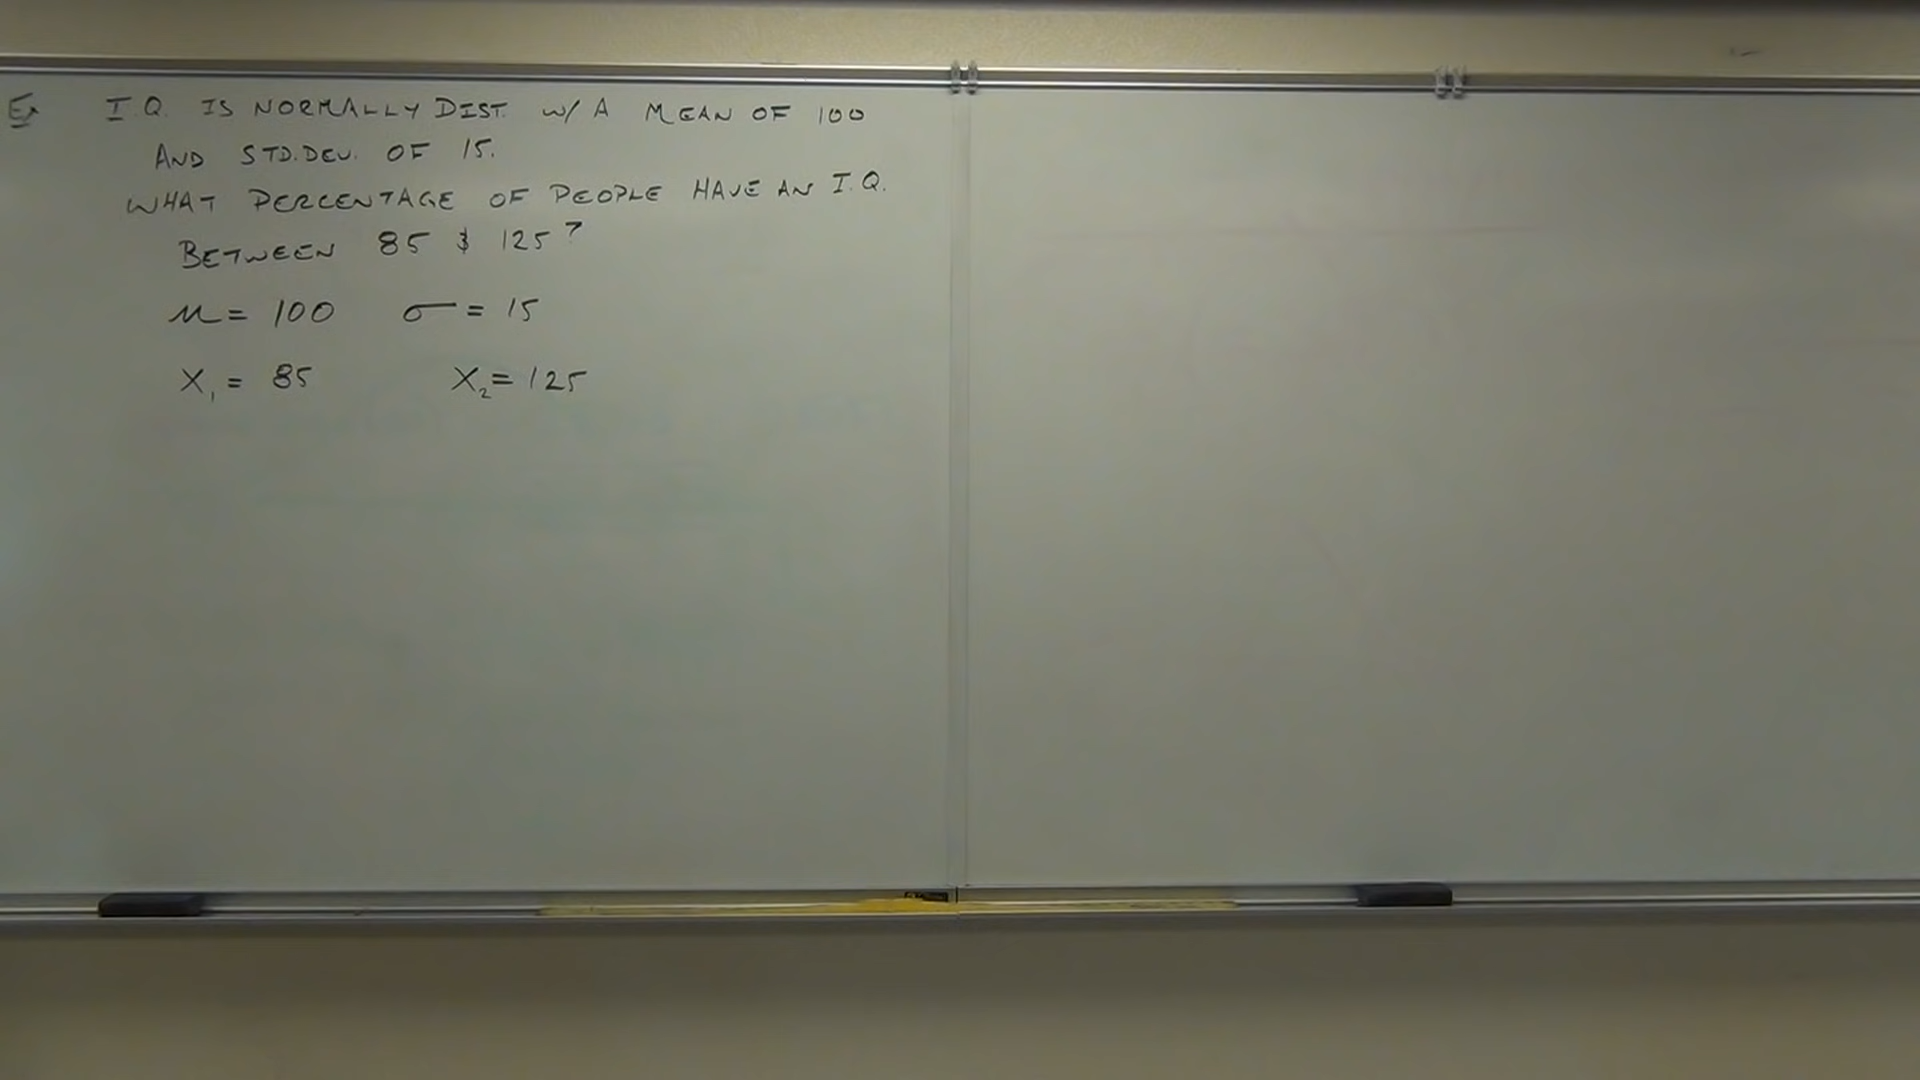 Ex I.Q. IS NORMALLY DIST. W/ A MEAN OF 100
AND STD.DEV. OF 15.
WHAT PERCENTAGE OF PEOPLE HAVE AN I.Q.
BETWEEN 85 & 125?
μ = 100 σ = 15
X₁ = 85 X₂ = 125